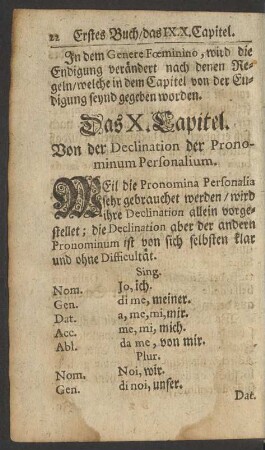 22 Erstes Buch/das IX.X.Capitel.
In dem Genere Fœminino, wird die
Endigung verändert nach denen Re-
geln/welche in dem Capitel von der En-
digung seynd gegeben worden.
Das X. Capitel.
Von der Declination der Prono-
minum Personalium.
WEil die Pronomina Personalia
sehr gebrauchet werden/wird
ihre Declination allein vorge-
stellet; die Declination aber der andern
Pronominum ist von sich selbsten klar
und ohne Difficultät.
Sing.
Nom. Io, ich.
Gen. di me, meiner.
Dat. a, me, mi, mir.
Acc. me, mi, mich.
Abl. da me, von mir.
Plur.
Nom. Noi, wir.
Gen. di noi, unser.
Dat.